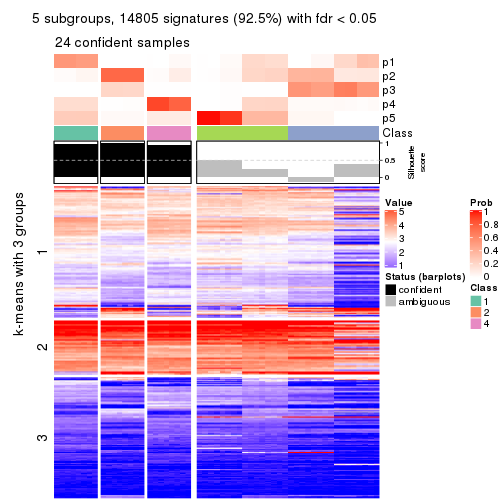 5 subgroups, 14805 signatures (92.5%) with fdr < 0.05
24 confident samples
p1
p2
p3
p4
p5
Class
1
0.5
0
Silhouette
score
k-means with 3 groups
1
2
3
Value
5
4
3
2
1
Status (barplots)
confident
ambiguous
Prob
1
0.8
0.6
0.4
0.2
0
Class
1
2
4